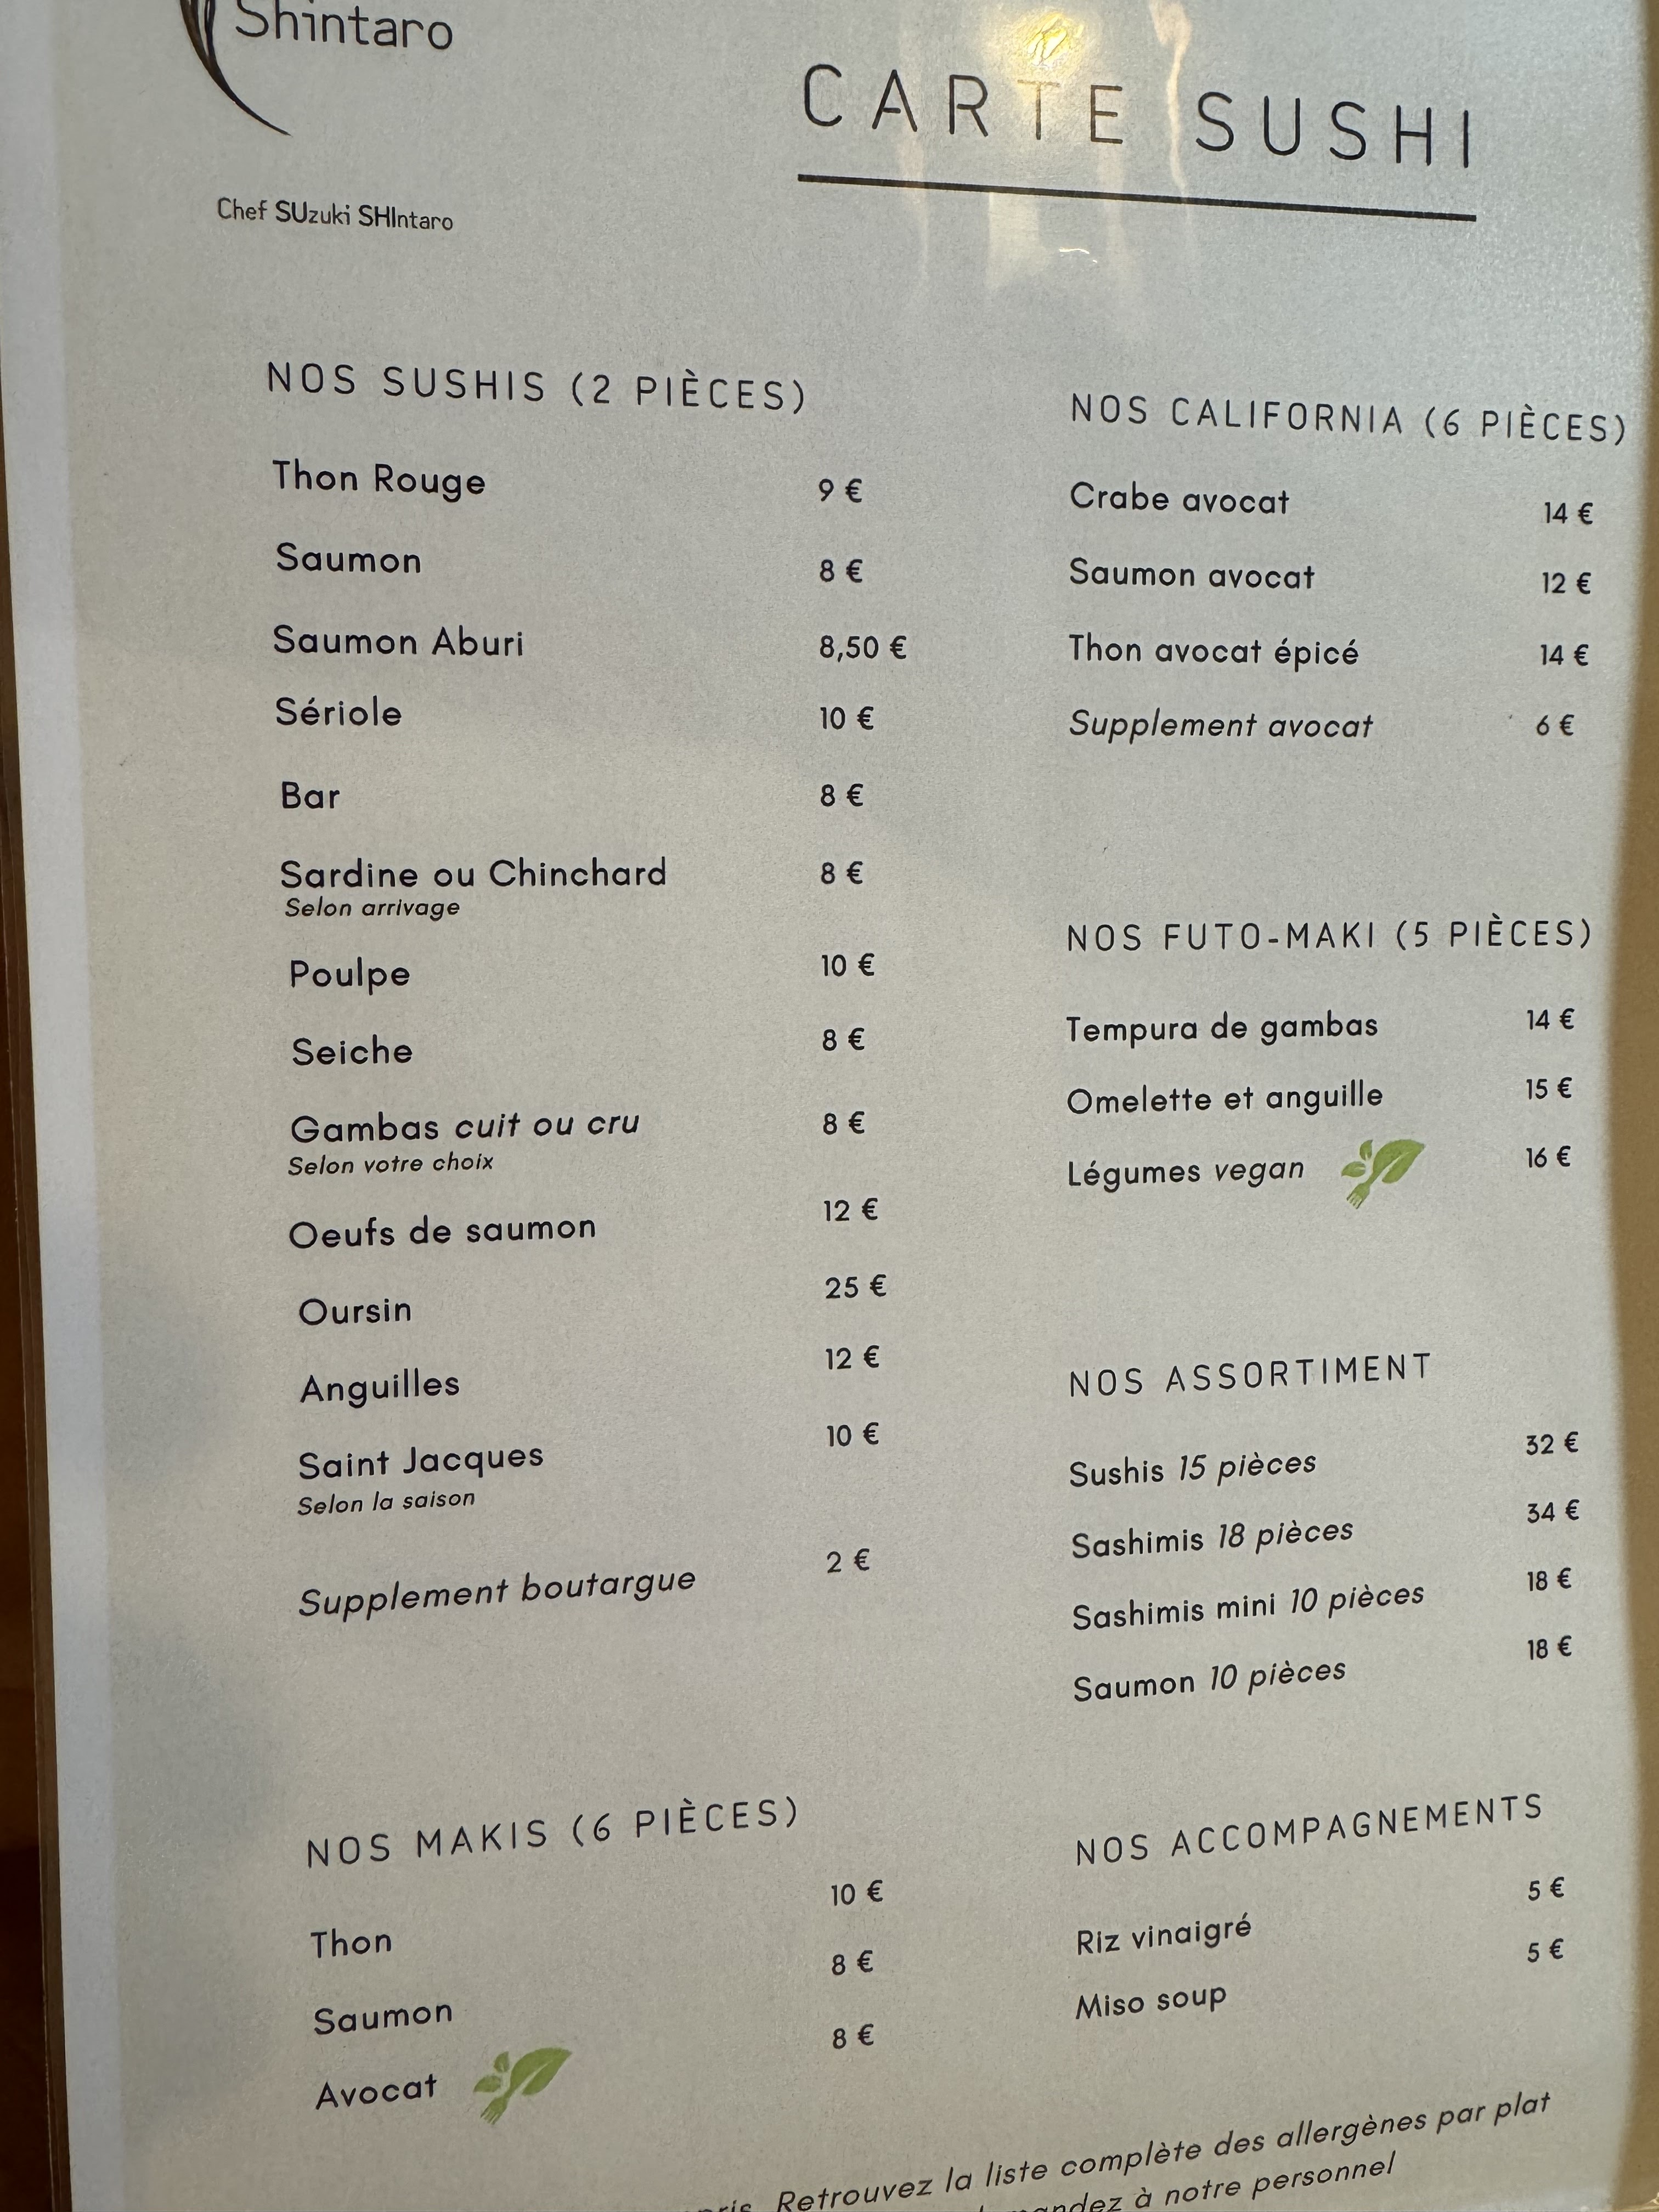 Shintaro
Chef SUzuki SHIntaro
CARTE SUSHI
NOS SUSHIS (2 PIÈCES)
Thon Rouge 9 €
Saumon 8 €
Saumon Aburi 8,50 €
Sériole 10 €
Bar 8 €
Sardine ou Chinchard 8 €
Selon arrivage
Poulpe 10 €
Seiche 8 €
Gambas cuit ou cru 8 €
Selon votre choix
Oeufs de saumon 12 €
Oursin 25 €
Anguilles 12 €
Saint Jacques 10 €
Selon la saison
Supplement boutargue 2 €
NOS MAKIS (6 PIÈCES)
Thon 10 €
Saumon 8 €
Avocat 8 €
NOS CALIFORNIA (6 PIÈCES)
Crabe avocat 14 €
Saumon avocat 12 €
Thon avocat épicé 14 €
Supplement avocat 6 €
NOS FUTO-MAKI (5 PIÈCES)
Tempura de gambas 14 €
Omelette et anguille 15 €
Légumes vegan 16 €
NOS ASSORTIMENT
Sushis 15 pièces 32 €
Sashimis 18 pièces 34 €
Sashimis mini 10 pièces 18 €
Saumon 10 pièces 18 €
NOS ACCOMPAGNEMENTS
Riz vinaigré 5 €
Miso soup 5 €
Retrouvez la liste complète des allergènes par plat
à notre personnel